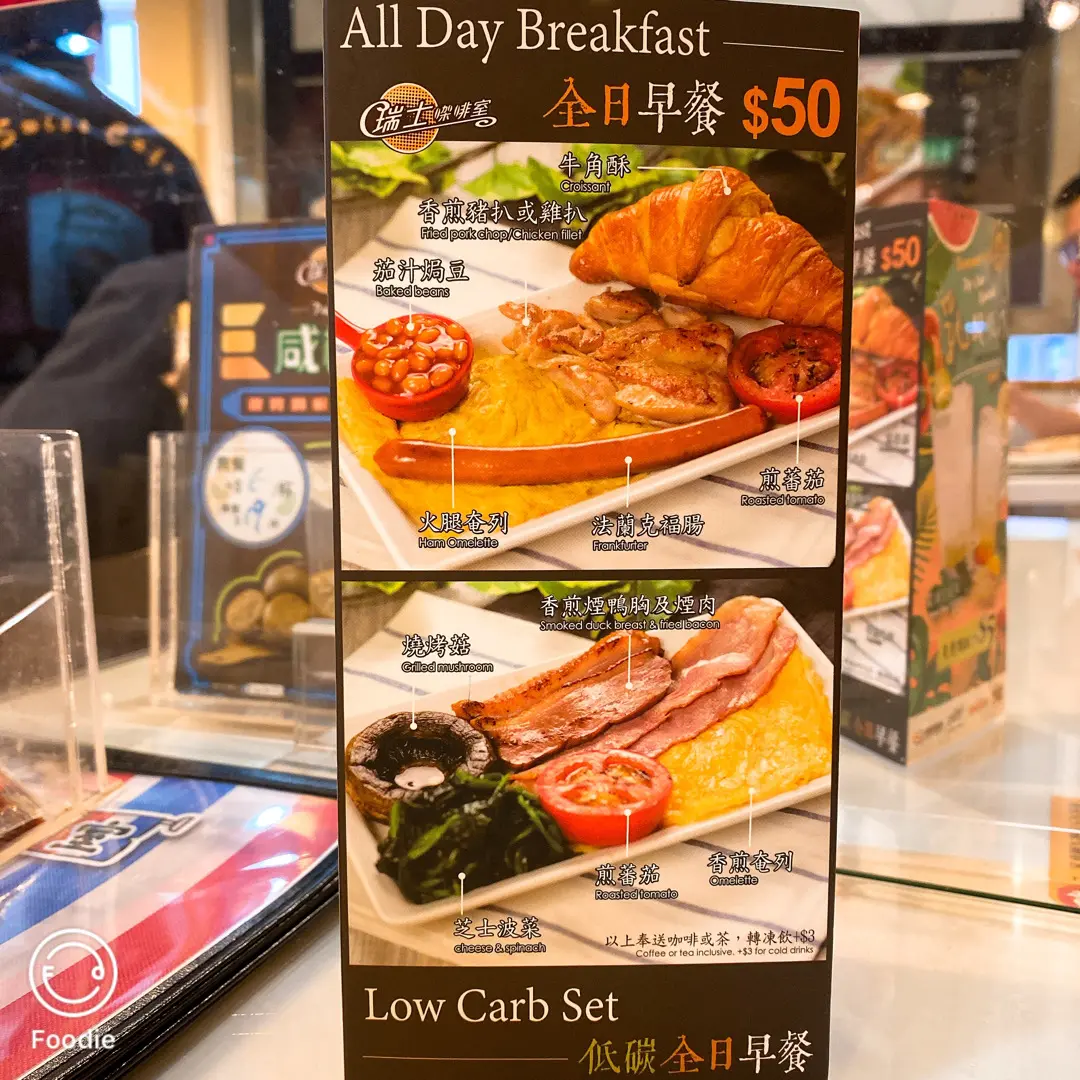 All Day Breakfast
瑞士咖啡室
全日早餐 $50
牛角酥
Croissant
香煎豬扒或雞扒
Fried pork chop/Chicken fillet
茄汁焗豆
Baked beans
煎蕃茄
Roasted tomato
火腿奄列
Ham Omelette
法蘭克福腸
Frankfurter
香煎煙鴨胸及煙肉
Smoked duck breast & fried bacon
燒烤菇
Grilled mushroom
煎蕃茄
Roasted tomato
香煎奄列
Omelette
芝士波菜
cheese & spinach
以上奉送咖啡或茶，轉凍飲+$3
Coffee or tea inclusive. +$3 for cold drinks
Low Carb Set
低碳全日早餐
$50
全日早餐
咸
Foodie